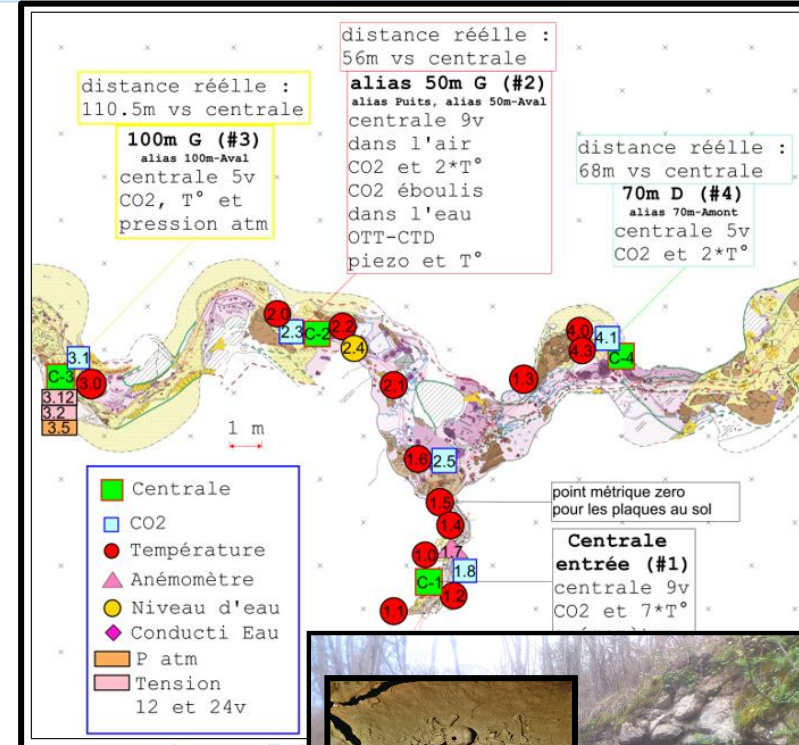 distance réélle :
110.5m vs centrale
100m G (#3)
alias 100m-Aval
centrale 5v
CO2, T° et
pression atm
distance réélle :
56m vs centrale
alias 50m G (#2)
alias Puits, alias 50m-Aval
centrale 9v
dans l'air
CO2 et 2*T°
CO2 éboulis
dans l'eau
OTT-CTD
piezo et T°
distance réélle :
68m vs centrale
70m D (#4)
alias 70m-Amont
centrale 5v
CO2 et 2*T°
2.0
2.3
C-2
2.2
2.4
2.1
4.0
4.1
4.3
C-4
1.3
3.1
C-3
3.0
3.12
3.2
3.5
1 m
1.6
2.5
1.5
1.4
1.0
1.7
1.8
C-1
1.2
1.1
point métrique zero
pour les plaques au sol
Centrale
entrée (#1)
centrale 9v
CO2 et 7*T°
Centrale
CO2
Température
Anémomètre
Niveau d'eau
Conducti Eau
P atm
Tension
12 et 24v